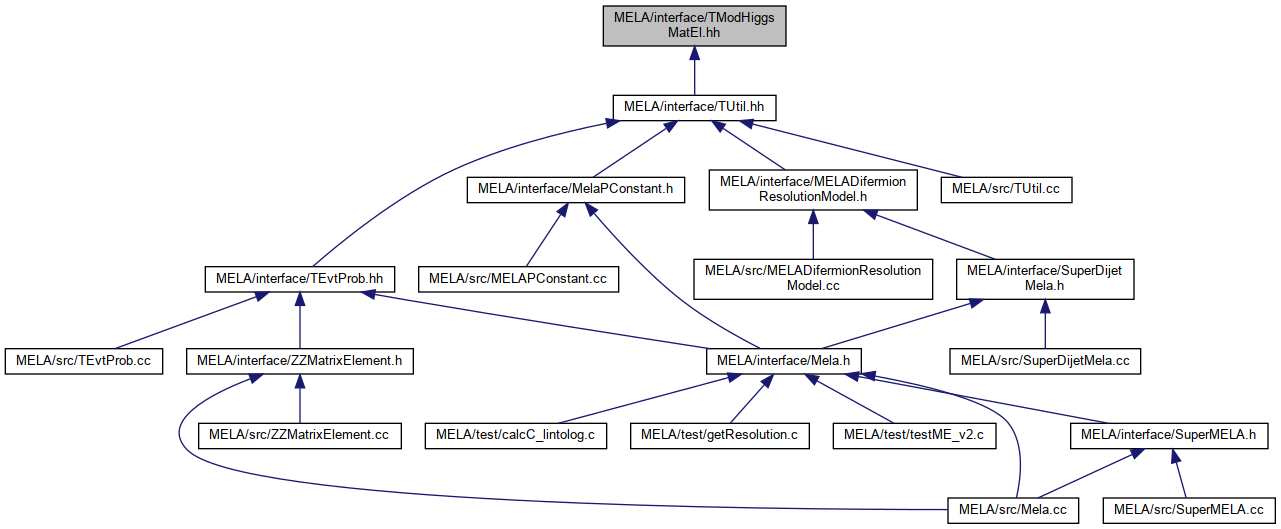 MELA/interface/TModHiggs
MatEl.hh
MELA/interface/TUtil.hh
MELA/interface/MelaPConstant.h
MELA/interface/MELADifermion
ResolutionModel.h
MELA/src/TUtil.cc
MELA/interface/TEvtProb.hh
MELA/src/MELAPConstant.cc
MELA/src/MELADifermionResolution
Model.cc
MELA/interface/SuperDijet
Mela.h
MELA/src/TEvtProb.cc
MELA/interface/ZZMatrixElement.h
MELA/interface/Mela.h
MELA/src/SuperDijetMela.cc
MELA/src/ZZMatrixElement.cc
MELA/test/calcC_lintolog.c
MELA/test/getResolution.c
MELA/test/testME_v2.c
MELA/interface/SuperMELA.h
MELA/src/Mela.cc
MELA/src/SuperMELA.cc